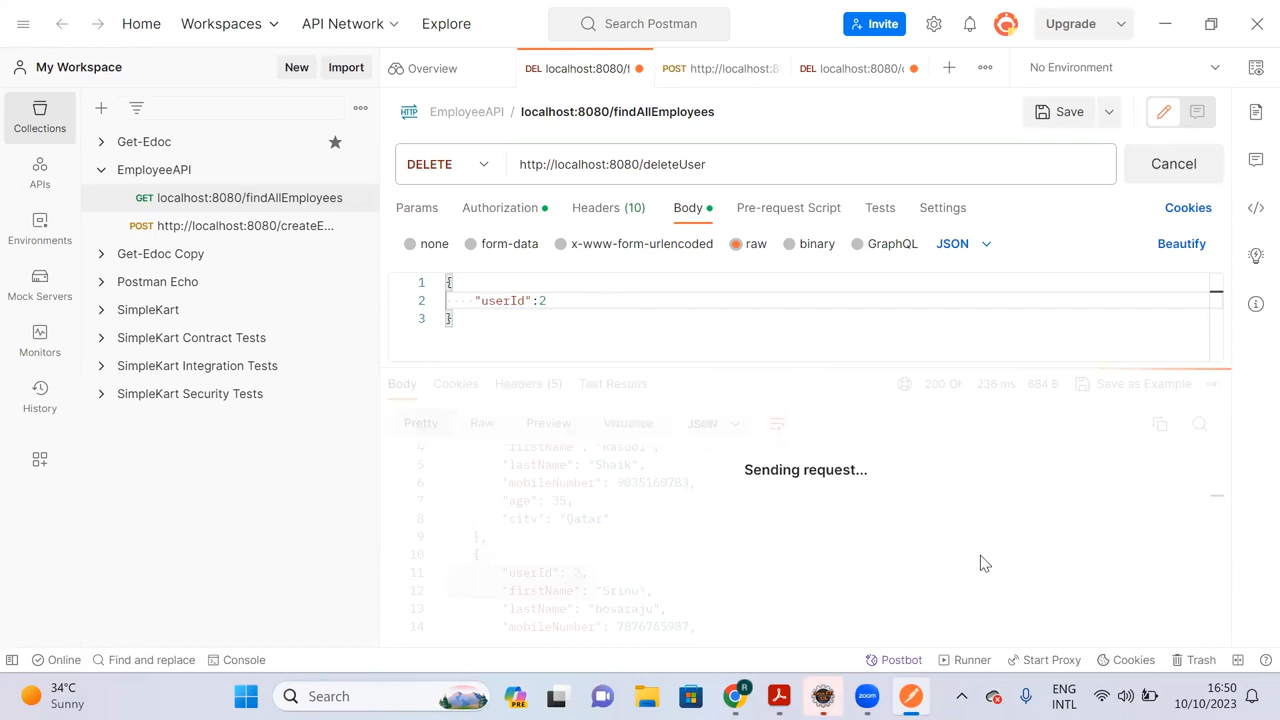 Home Workspaces API Network Explore Search Postman Invite Upgrade
My Workspace New Import Overview DEL localhost:8080/f POST http://localhost:8 DEL localhost:8080/ No Environment
Collections
APIs
Environments
Mock Servers
Monitors
History
Get-Edoc
EmployeeAPI
GET localhost:8080/findAllEmployees
POST http://localhost:8080/createE...
Get-Edoc Copy
Postman Echo
SimpleKart
SimpleKart Contract Tests
SimpleKart Integration Tests
SimpleKart Security Tests
EmployeeAPI / localhost:8080/findAllEmployees Save
DELETE http://localhost:8080/deleteUser Cancel
Params Authorization Headers (10) Body Pre-request Script Tests Settings Cookies
none form-data x-www-form-urlencoded raw binary GraphQL JSON Beautify
1 {
2 "userId":2
3 }
Body Cookies Headers (5) Test Results 200 OK 236 ms 684 B Save as Example
Pretty Raw Preview Visualize JSON
4 "firstName": "Rasool",
5 "lastName": "Shaik",
Sending request...
6 "mobileNumber": 9035160783,
7 "age": 35,
8 "city": "Qatar"
9 },
10 {
11 "userId": 2,
12 "firstName": "Srinu",
13 "lastName": "bosaraju",
14 "mobileNumber": 7876765987,
Online Find and replace Console Postbot Runner Start Proxy Cookies Trash
34°C
Sunny
Search
PRE
R
ENG
INTL
16:50
10/10/2023